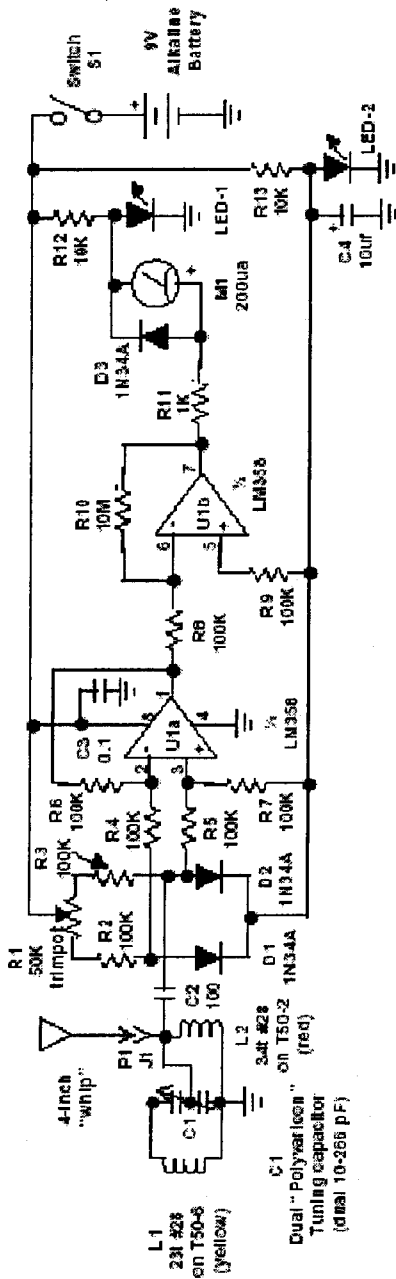 Switch
S1
9V
Alkaline
Battery
+
R12
10K
LED-1
R13
10K
LED-2
C4
10uf
+
D3
1N34A
M1
200ua
+
R11
1K
R10
10M
6
5
7
-
+
U1b
½
LM358
R8
100K
R9
100K
C3
0.1
8
1
2
3
4
-
+
U1a
½
LM358
R6
100K
R4
100K
R5
100K
R7
100K
R1
50K
trimpot
R3
100K
R2
100K
D2
1N34A
D1
1N34A
C2
100
4-inch
"whip"
P1
J1
L2
24t #28
on T50-2
(red)
C1
L1
23t #28
on T50-6
(yellow)
C1
Dual "Polyvaricon"
Tuning capacitor
(dual 10-266 pF)